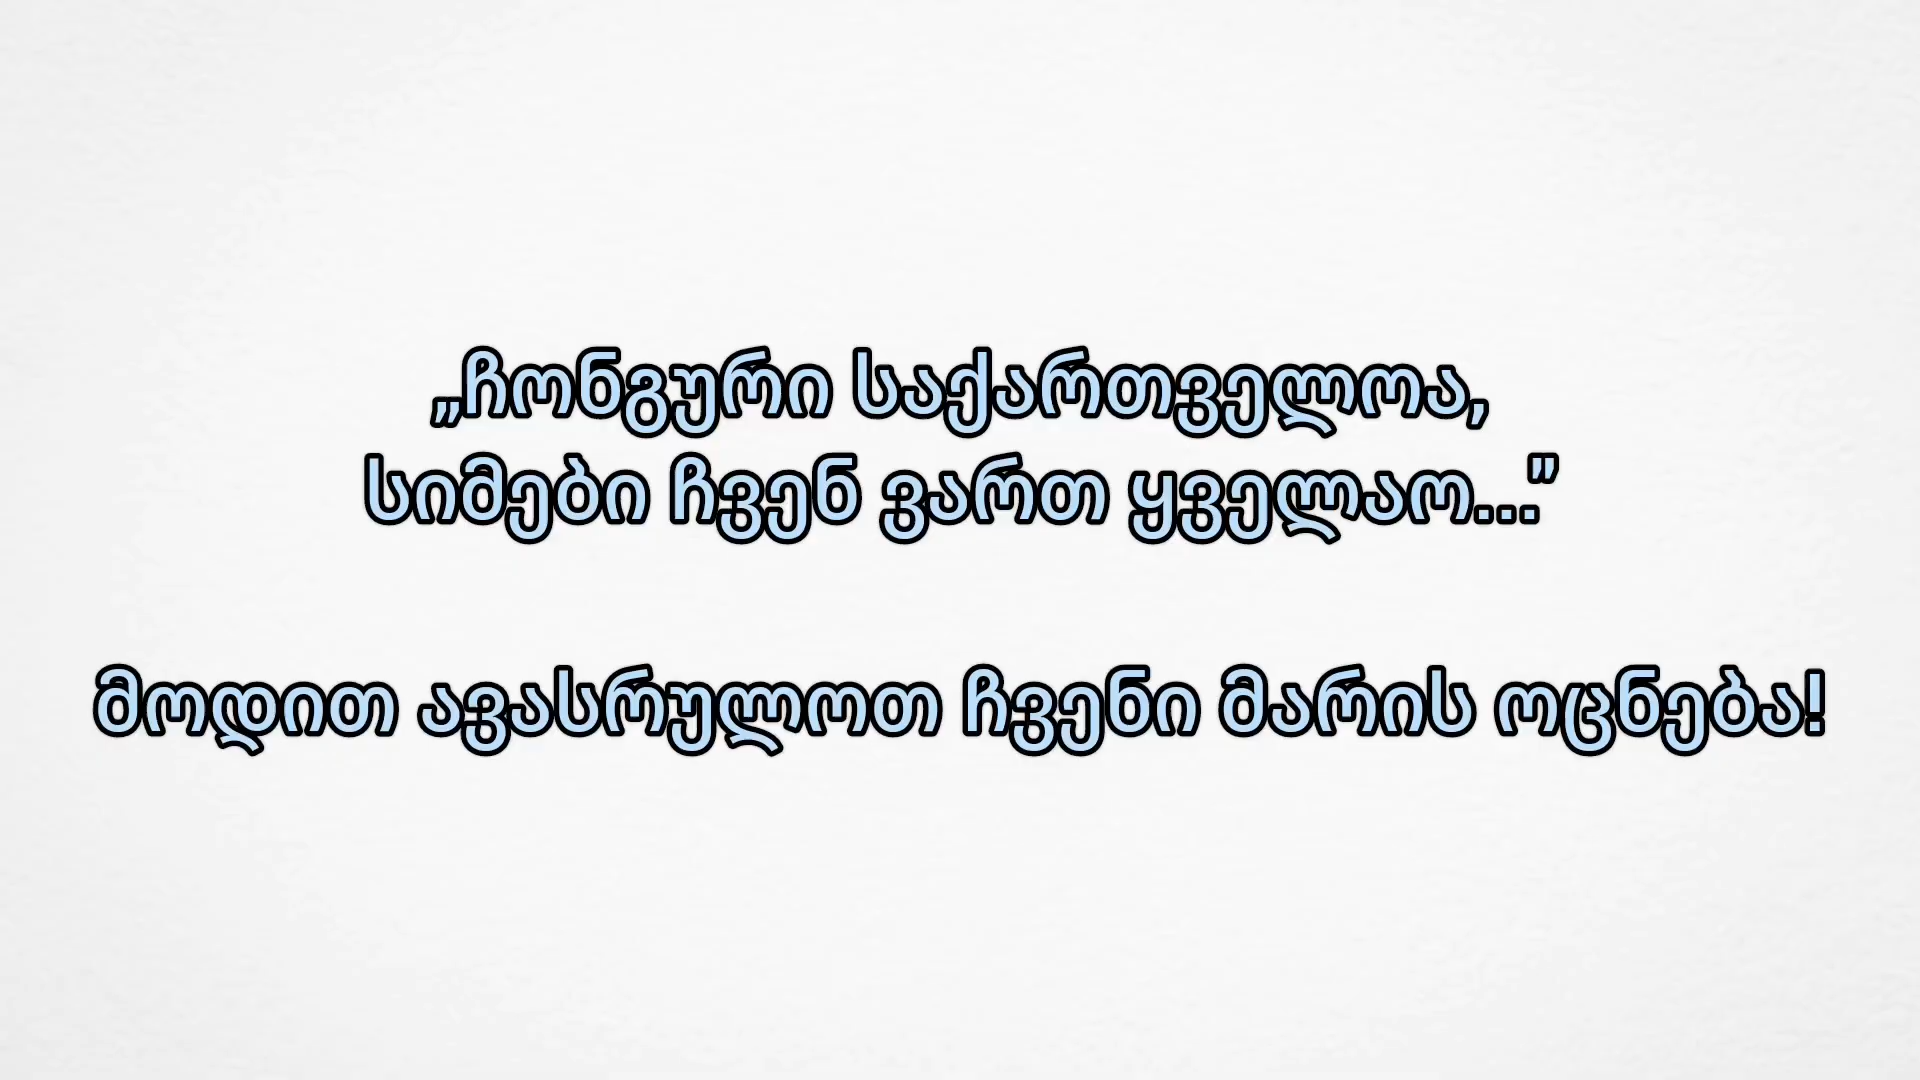 „ჩონგური საქართველოა,
სიმები ჩვენ ვართ ყველაო..."
მოდით ავასრულოთ ჩვენი მარის ოცნება!